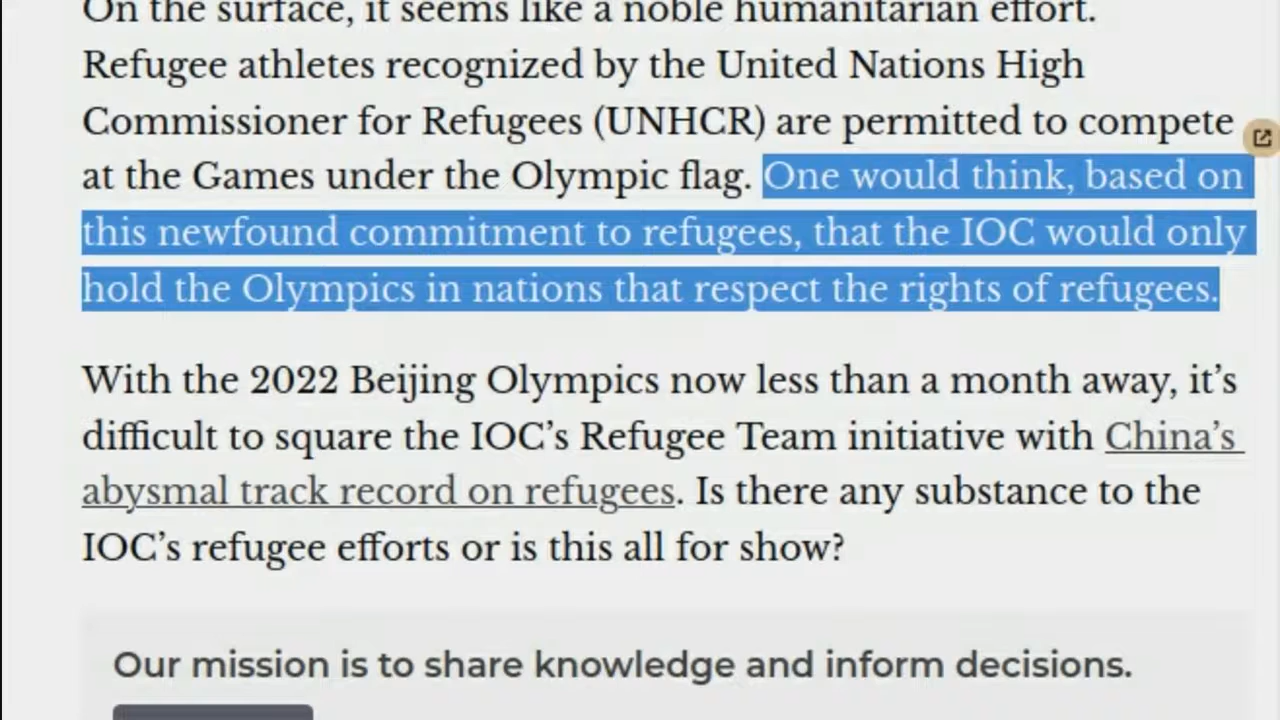 On the surface, it seems like a noble humanitarian effort.
Refugee athletes recognized by the United Nations High
Commissioner for Refugees (UNHCR) are permitted to compete
at the Games under the Olympic flag. One would think, based on
this newfound commitment to refugees, that the IOC would only
hold the Olympics in nations that respect the rights of refugees.
With the 2022 Beijing Olympics now less than a month away, it’s
difficult to square the IOC’s Refugee Team initiative with China’s
abysmal track record on refugees. Is there any substance to the
IOC’s refugee efforts or is this all for show?
Our mission is to share knowledge and inform decisions.